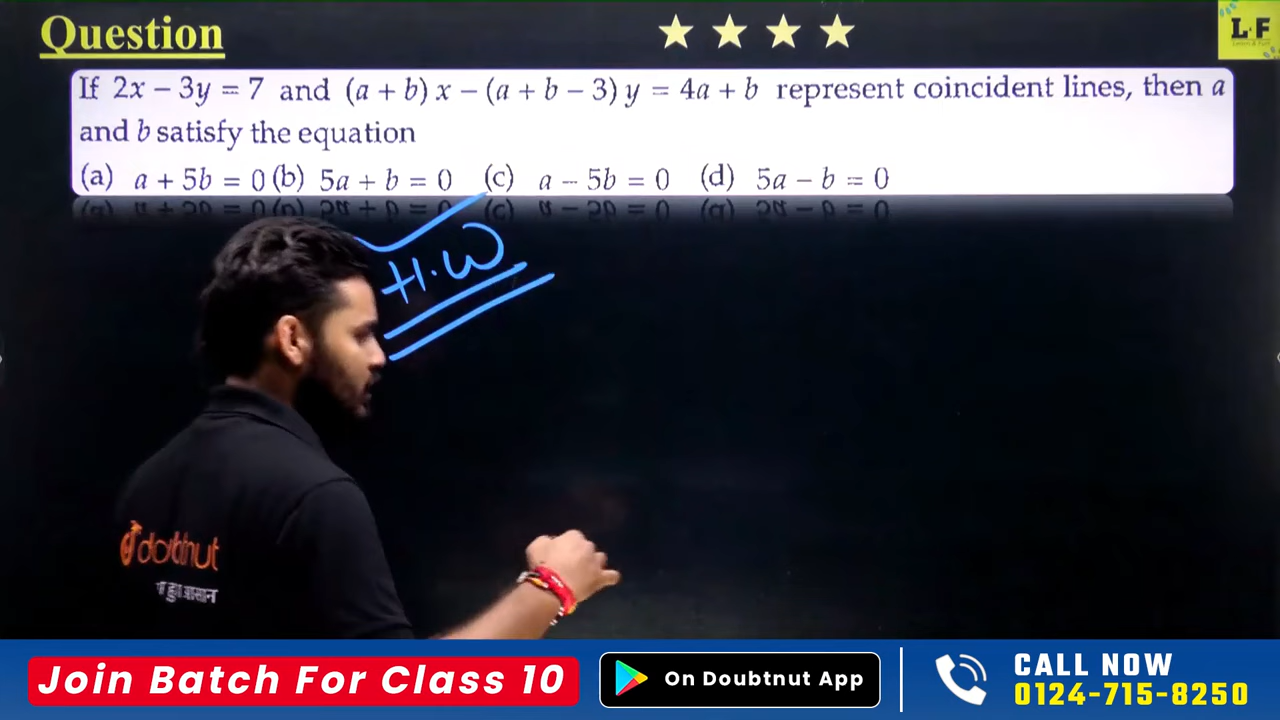 Question
L·F
If 2x − 3y = 7 and (a + b) x − (a + b − 3) y = 4a + b represent coincident lines, then a
and b satisfy the equation
(a) a + 5b = 0 (b) 5a + b = 0 (c) a − 5b = 0 (d) 5a − b = 0
H.W
doubtnut
Join Batch For Class 10
On Doubtnut App
CALL NOW
0124-715-8250